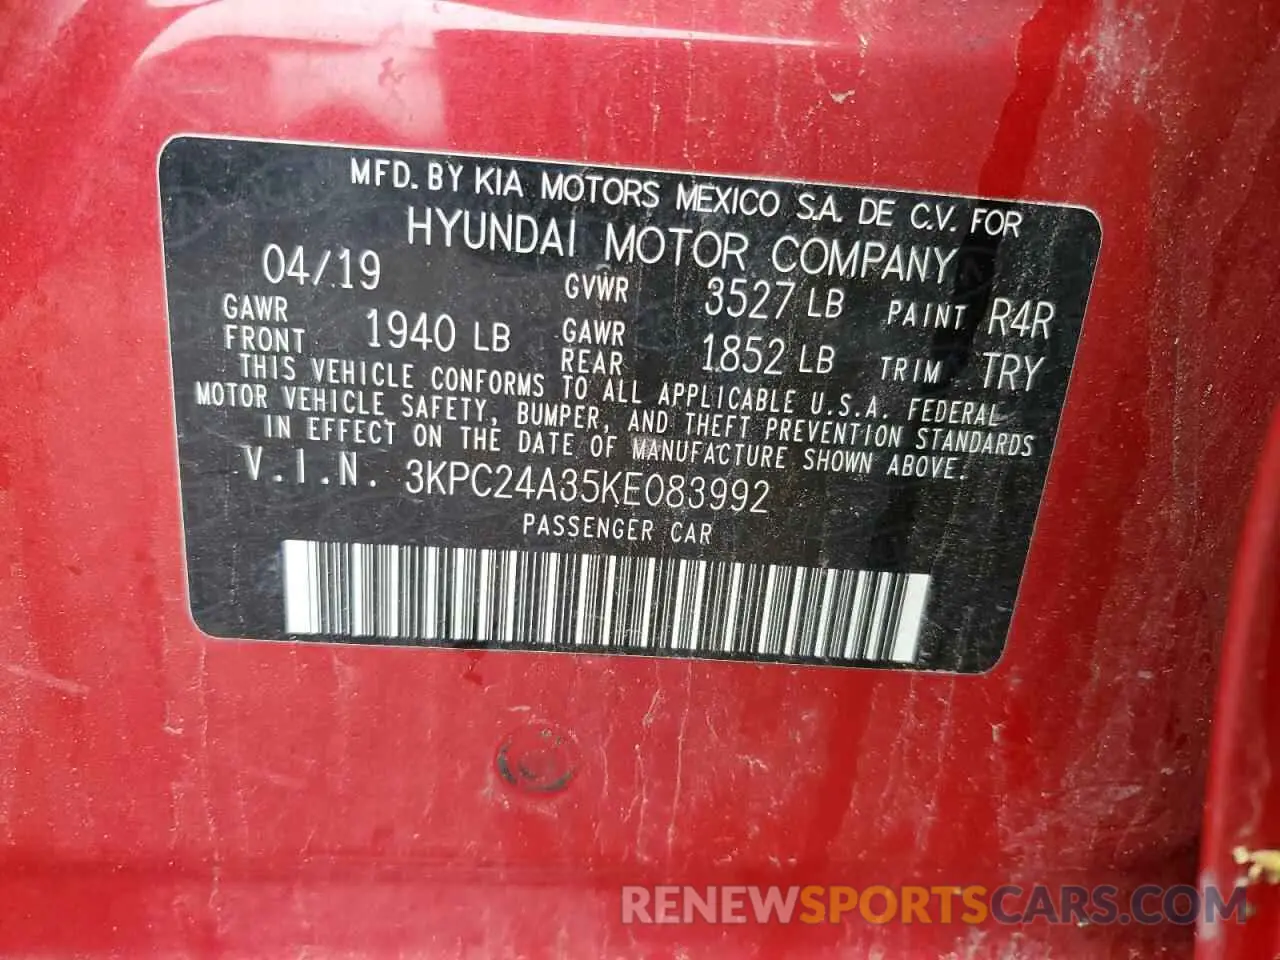 MFD. BY KIA MOTORS MEXICO S.A. DE C.V. FOR
HYUNDAI MOTOR COMPANY
04/19 GVWR 3527 LB PAINT R4R
GAWR FRONT 1940 LB GAWR REAR 1852 LB TRIM TRY
THIS VEHICLE CONFORMS TO ALL APPLICABLE U.S.A. FEDERAL
MOTOR VEHICLE SAFETY, BUMPER, AND THEFT PREVENTION STANDARDS
IN EFFECT ON THE DATE OF MANUFACTURE SHOWN ABOVE.
V.I.N. 3KPC24A35KE083992
PASSENGER CAR
RENEWSPORTSCARS.COM